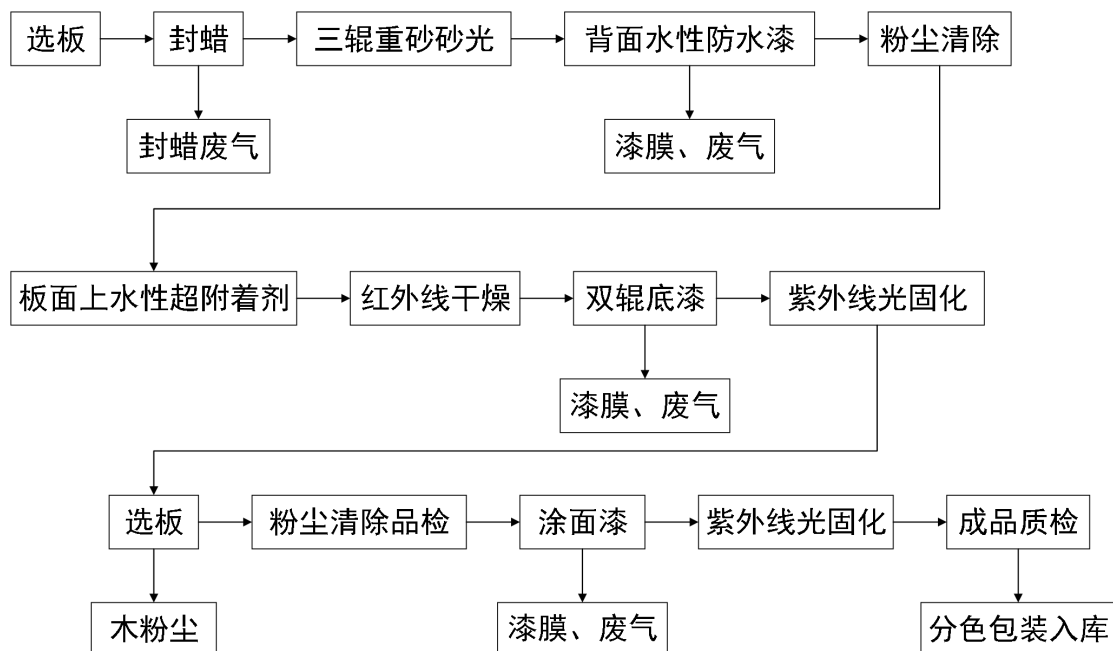 选板
封蜡
三辊重砂砂光
背面水性防水漆
粉尘清除
封蜡废气
漆膜、废气
板面上水性超附着剂
红外线干燥
双辊底漆
紫外线光固化
漆膜、废气
选板
粉尘清除品检
涂面漆
紫外线光固化
成品质检
木粉尘
漆膜、废气
分色包装入库